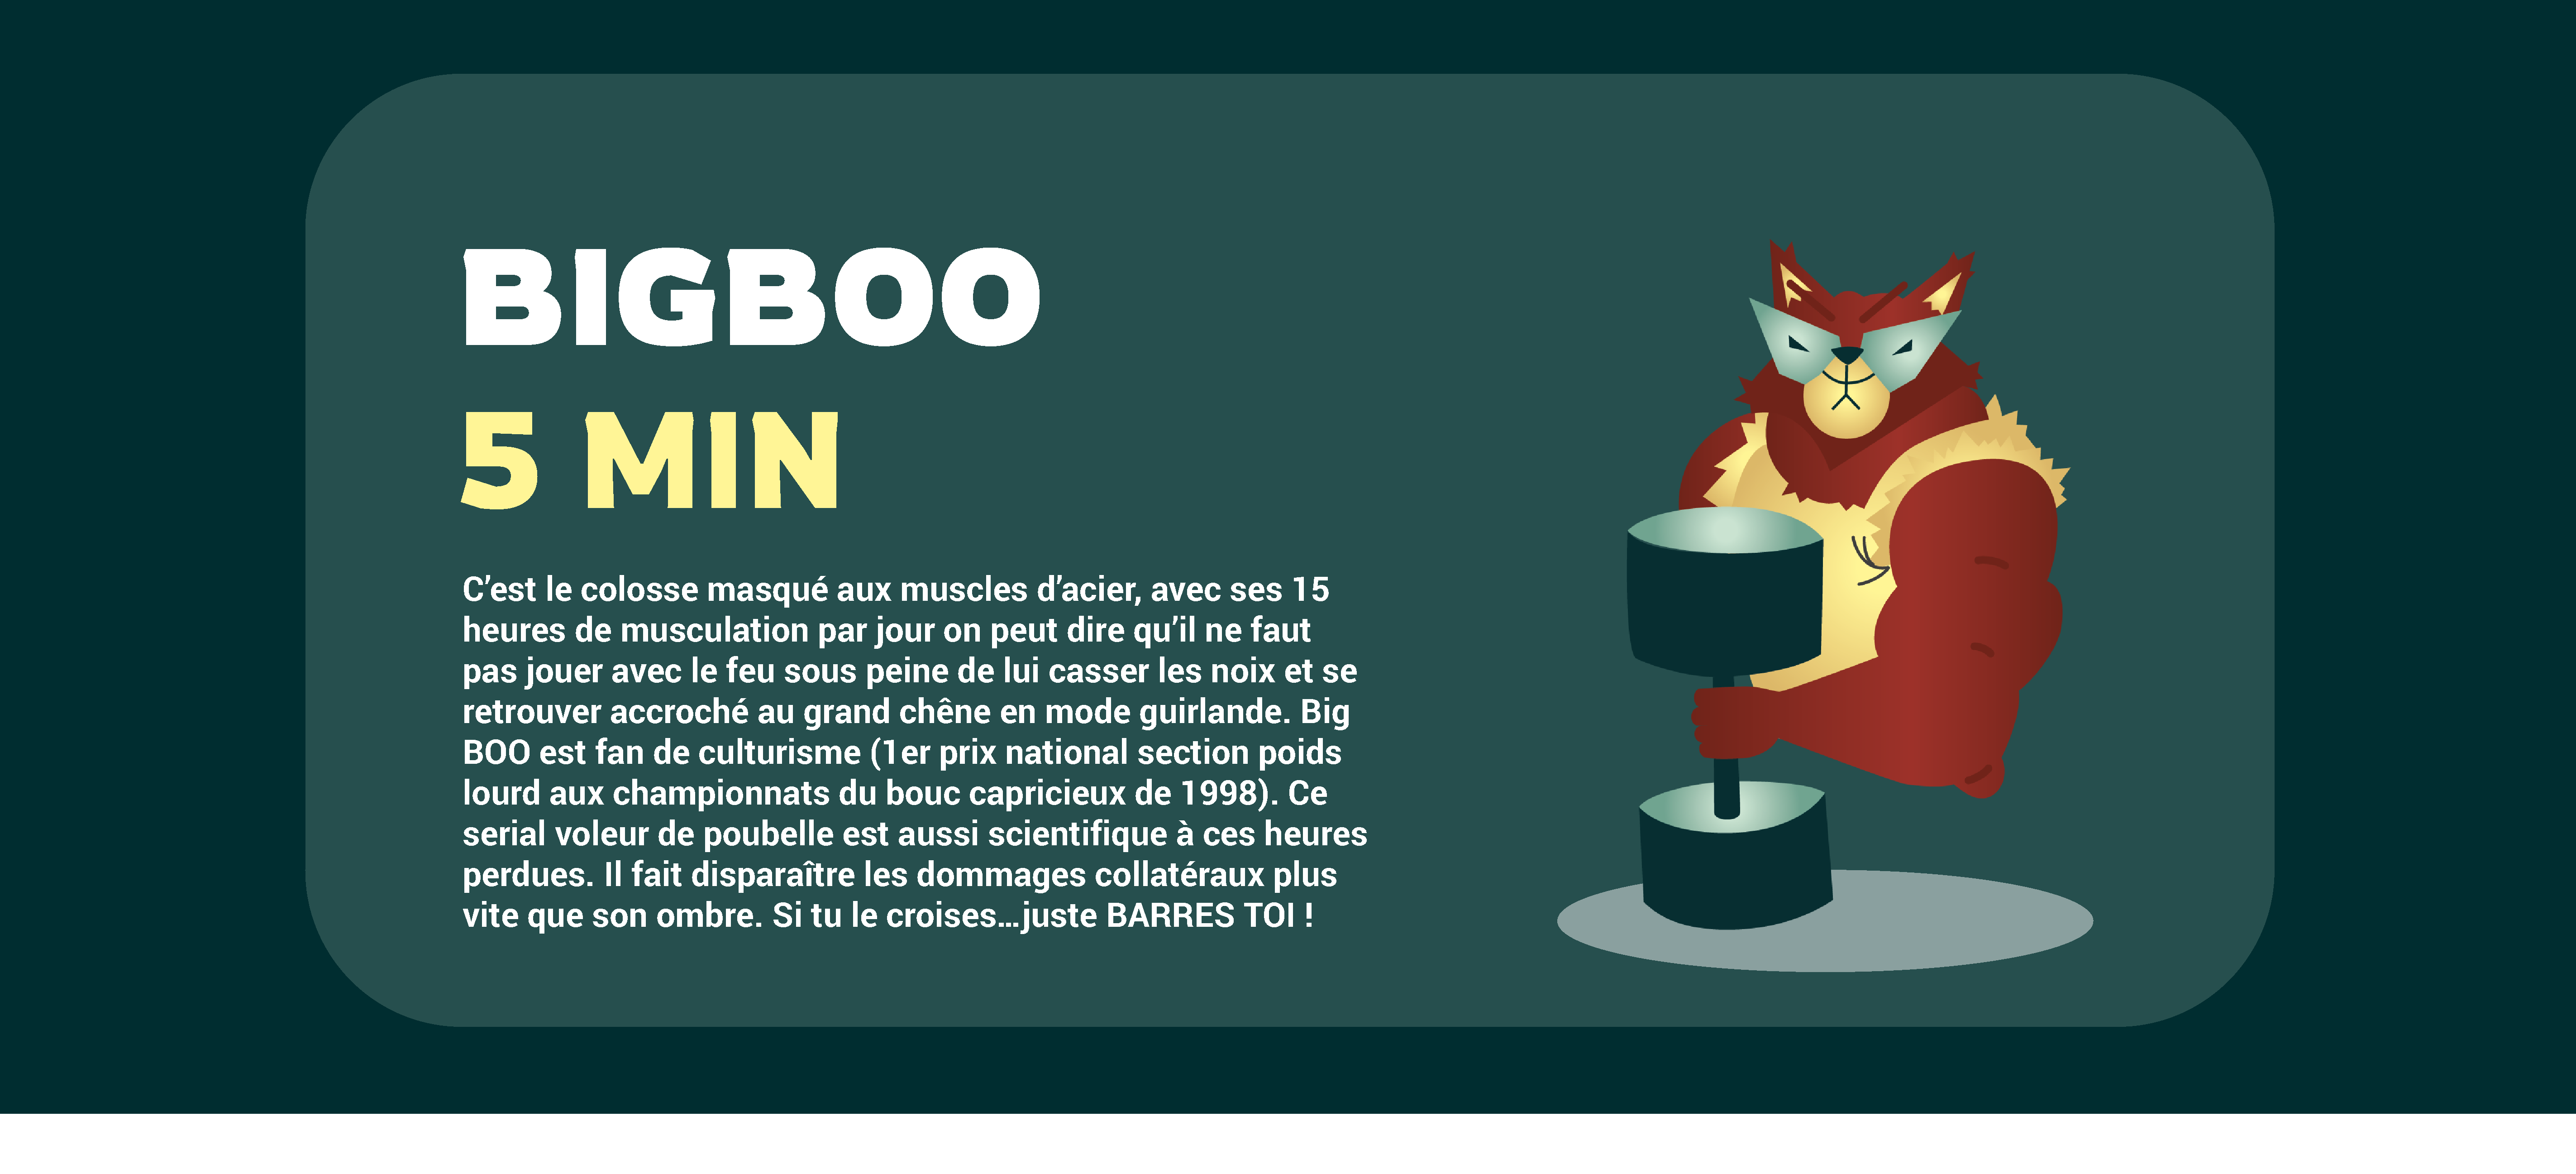 BIGBOO
5 MIN
C’est le colosse masqué aux muscles d’acier, avec ses 15
heures de musculation par jour on peut dire qu’il ne faut
pas jouer avec le feu sous peine de lui casser les noix et se
retrouver accroché au grand chêne en mode guirlande. Big
BOO est fan de culturisme (1er prix national section poids
lourd aux championnats du bouc capricieux de 1998). Ce
serial voleur de poubelle est aussi scientifique à ces heures
perdues. Il fait disparaître les dommages collatéraux plus
vite que son ombre. Si tu le croises...juste BARRES TOI !